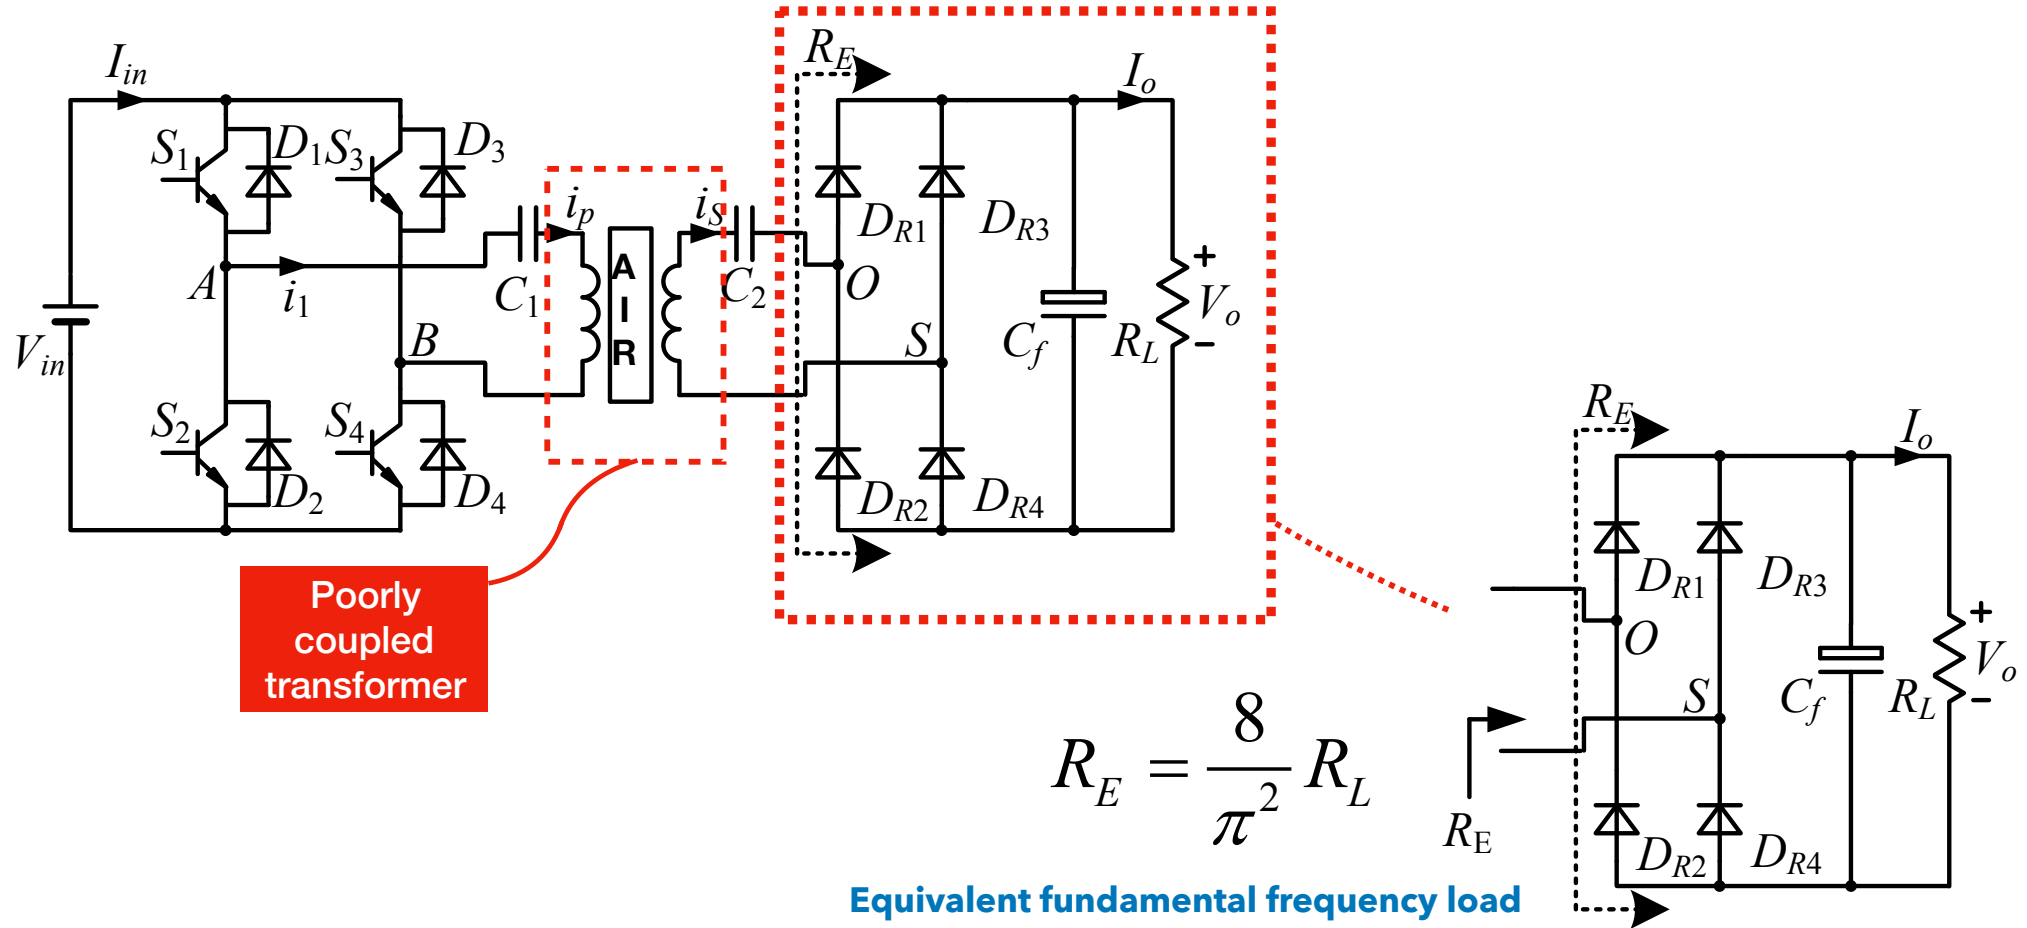 I_in
R_E
I_o
S_1
D_1
S_3
D_3
i_p
A
I
R
i_S
C_1
C_2
D_R1
D_R3
O
A
i_1
B
S
V_in
C_f
R_L
+
V_o
−
S_2
D_2
S_4
D_4
D_R2
D_R4
Poorly
coupled
transformer
R_E = 8/π² R_L
Equivalent fundamental frequency load
R_E
I_o
D_R1
D_R3
O
S
C_f
R_L
+
V_o
−
R_E
D_R2
D_R4